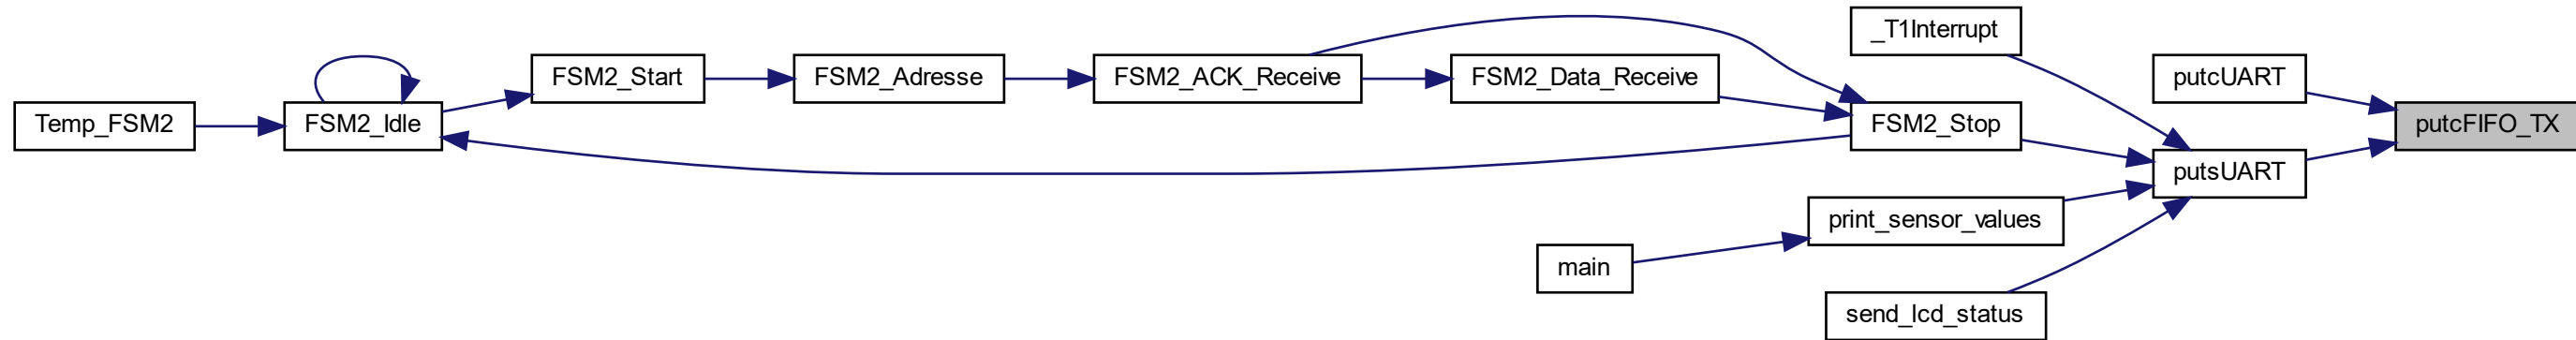 _T1Interrupt
FSM2_Start
FSM2_Adresse
FSM2_ACK_Receive
FSM2_Data_Receive
putcUART
Temp_FSM2
FSM2_Idle
FSM2_Stop
putcFIFO_TX
putsUART
print_sensor_values
main
send_lcd_status